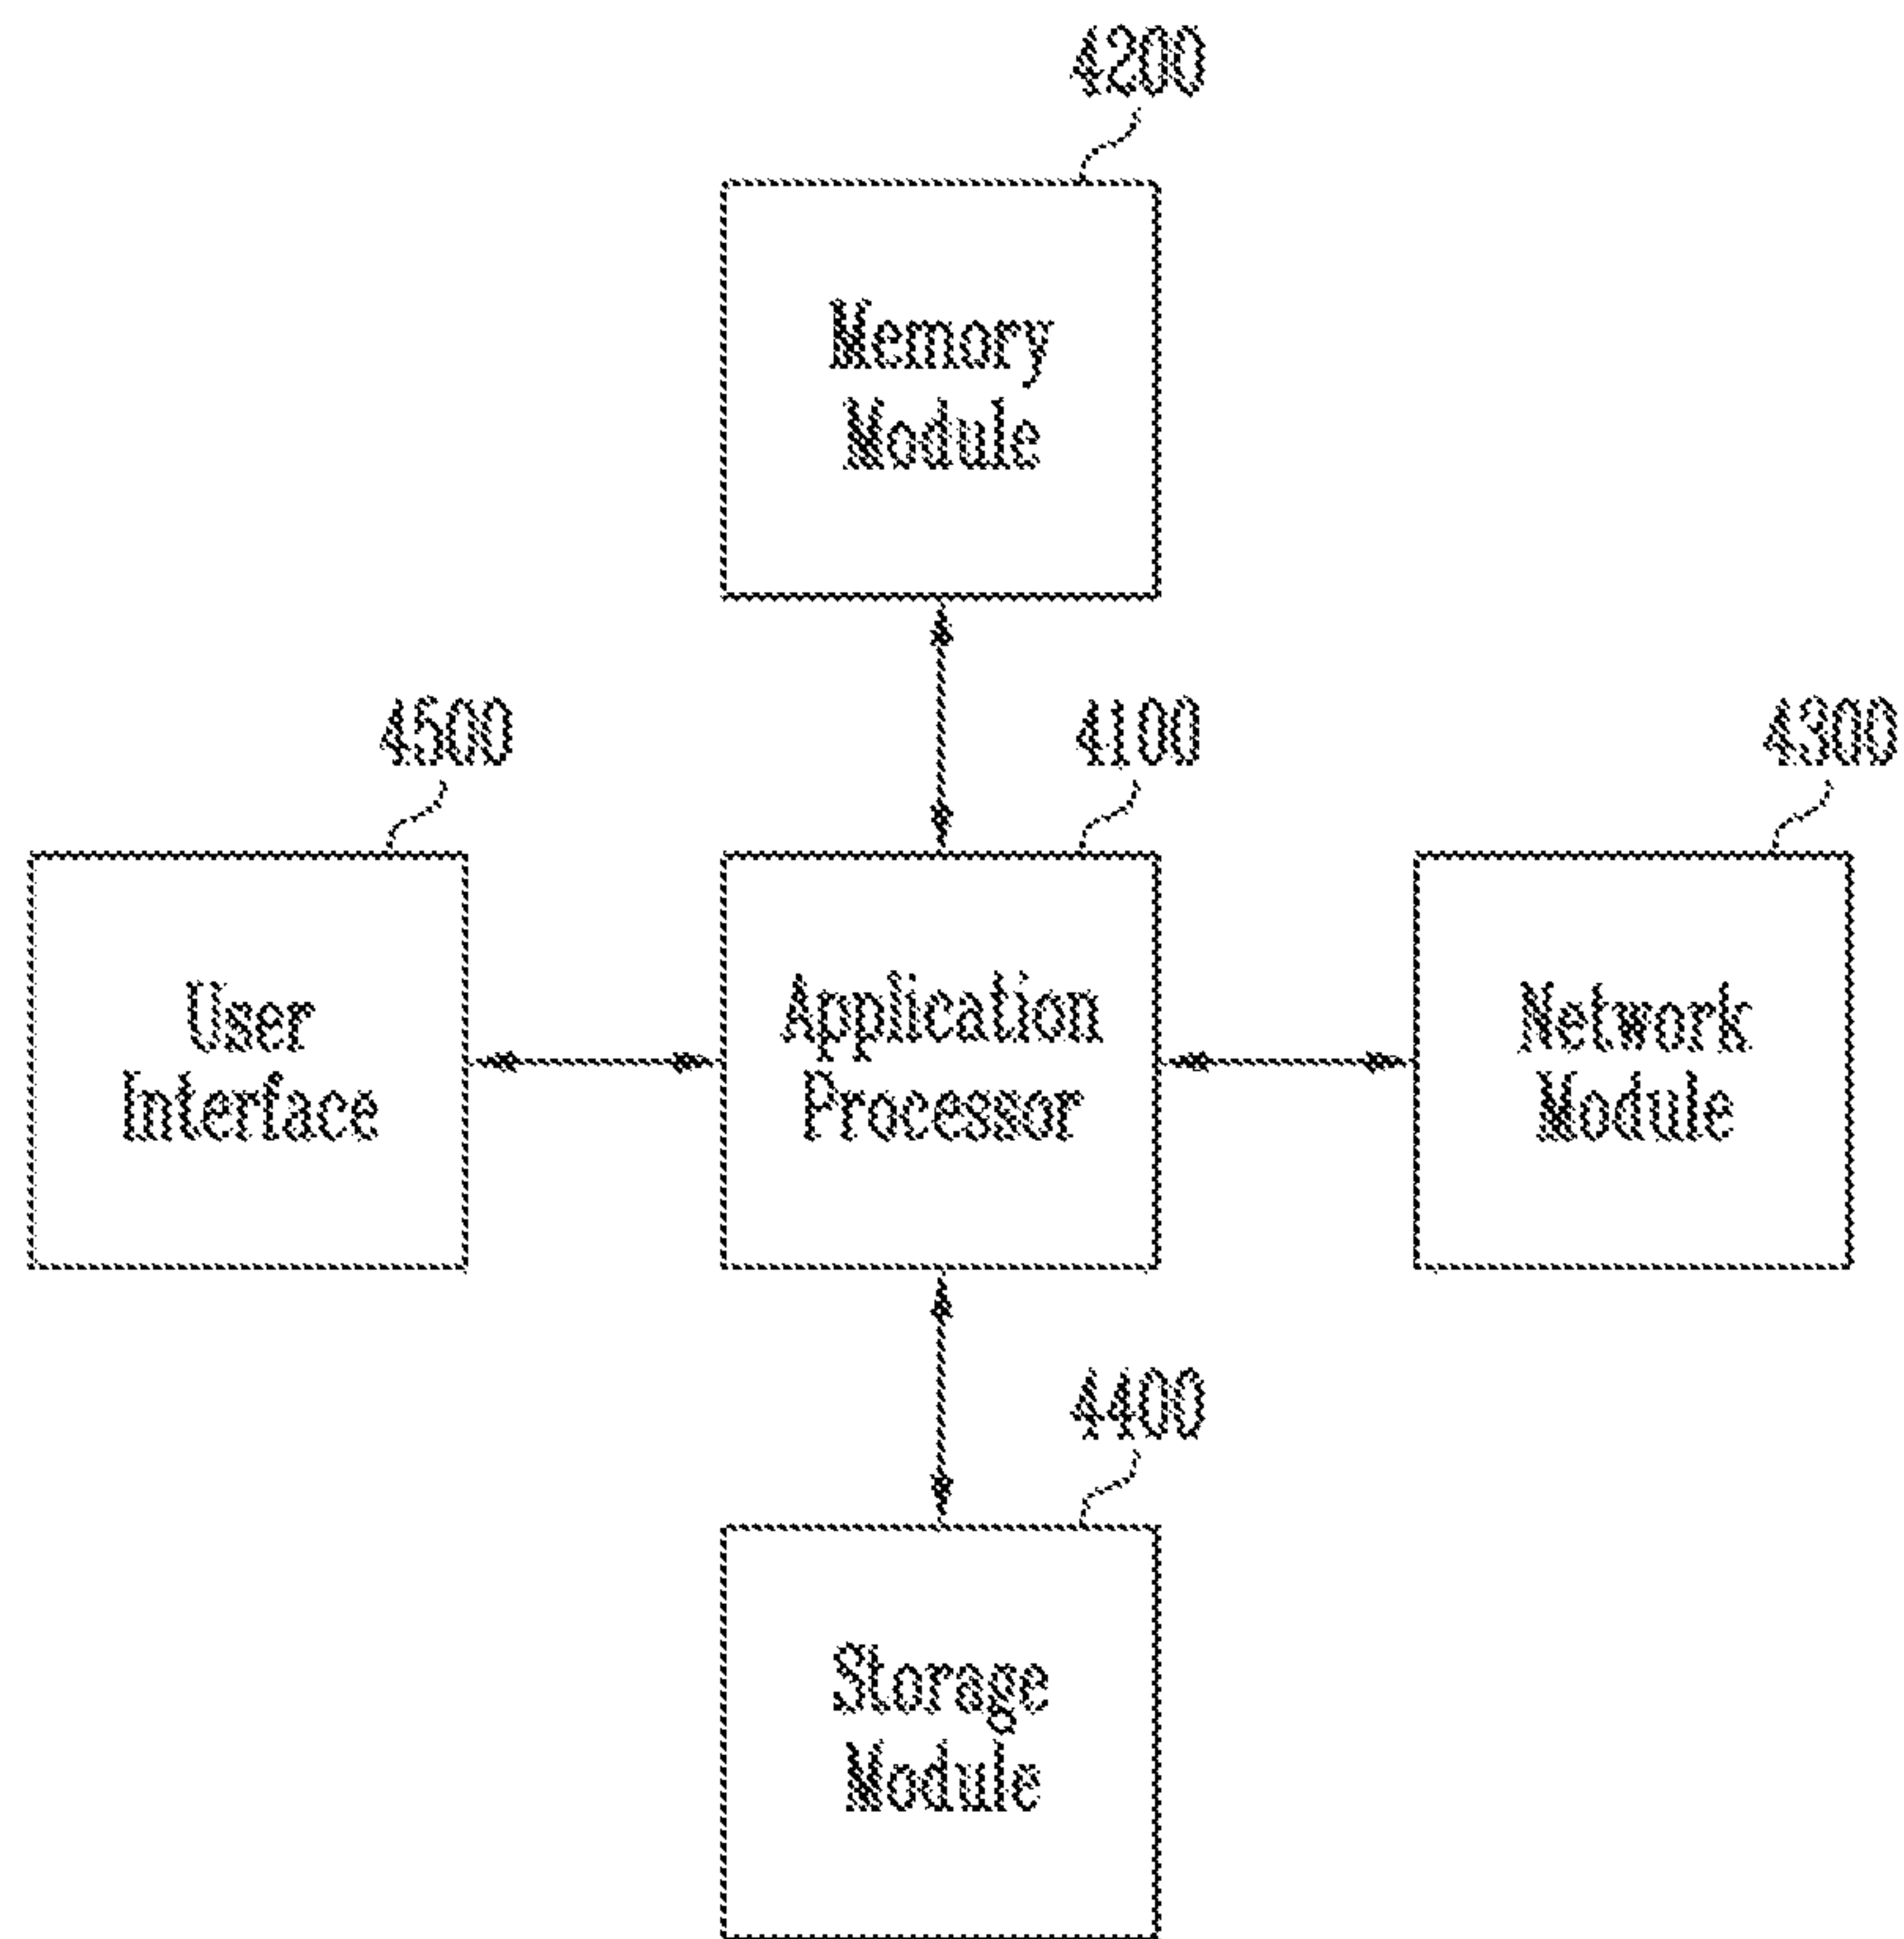 4200
Memory
Module
4500
4100
4300
User
Interface
Application
Processor
Network
Module
4400
Storage
Module